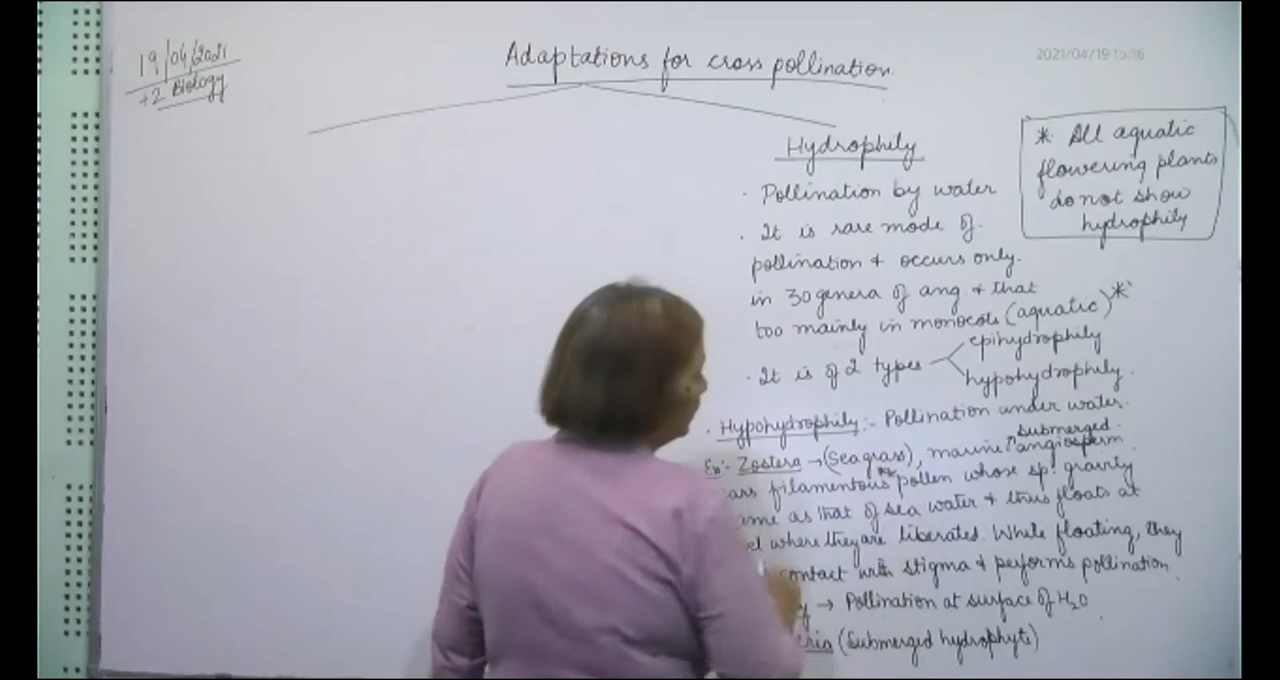 19/04/2021
+2 Biology
Adaptations for cross pollination
2021/04/19 15:16
Hydrophily
* All aquatic
flowering plants
do not show
hydrophily
· Pollination by water
· It is rare mode of
pollination & occurs only
in 30 genera of ang & that
too mainly in monocots (aquatic)*
· It is of 2 types
epihydrophily
hypohydrophily.
· Hypohydrophily:- Pollination under water.
submerged
Ex:- Zostera → (Seagrass), marine angiosperm
filamentous pollen whose sp. gravity
as that of sea water & thus floats at
where they are liberated. While floating, they
contact with stigma & performs pollination
→ Pollination at surface of H2O
(Submerged hydrophyte)